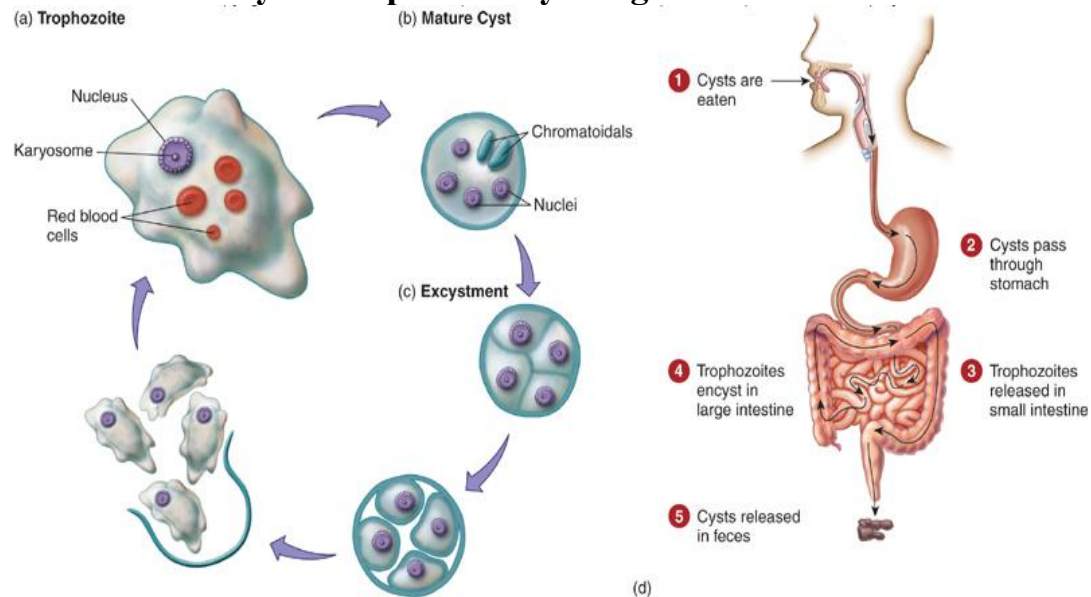 (a) Trophozoite
Nucleus
Karyosome
Red blood
cells
(b) Mature Cyst
Chromatoidals
Nuclei
(c) Excystment
1 Cysts are
eaten
2 Cysts pass
through
stomach
3 Trophozoites
released in
small intestine
4 Trophozoites
encyst in
large intestine
5 Cysts released
in feces
(d)